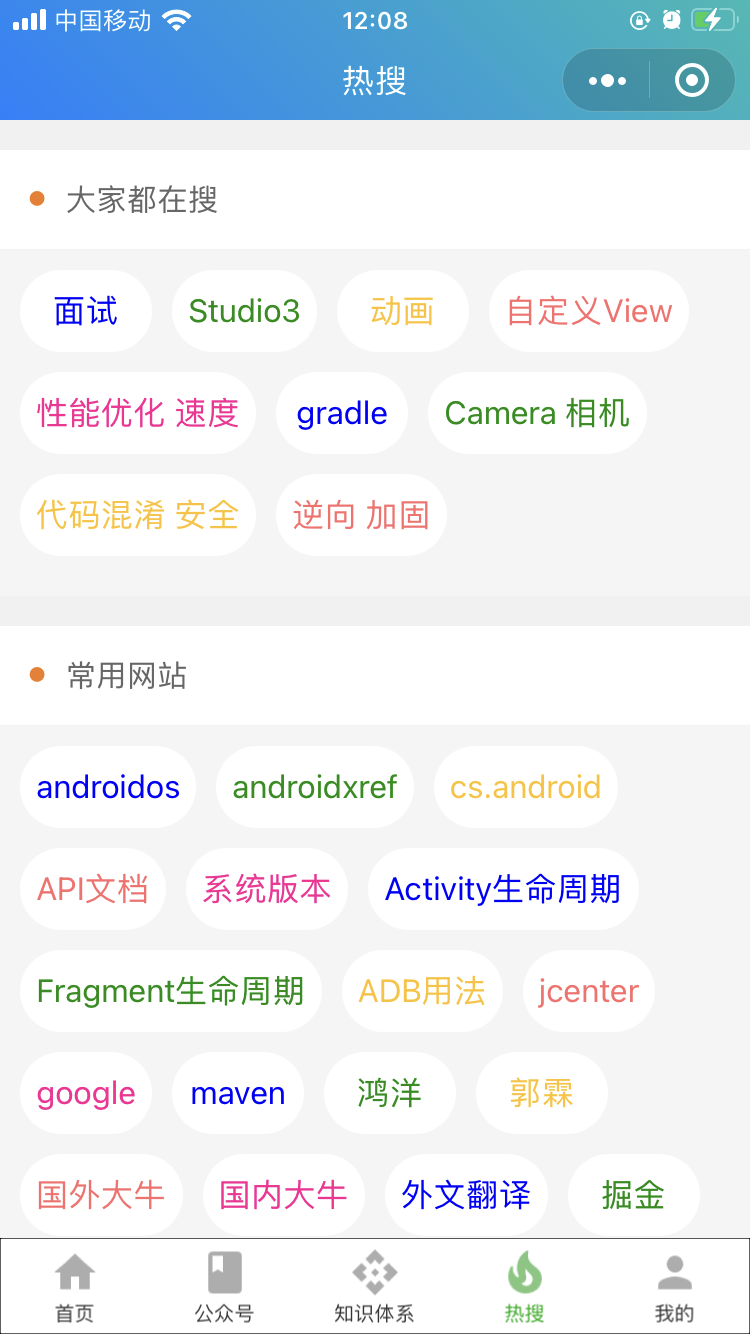 中国移动 12:08
热搜
大家都在搜
面试 Studio3 动画 自定义View
性能优化 速度 gradle Camera 相机
代码混淆 安全 逆向 加固
常用网站
androidos androidxref cs.android
API文档 系统版本 Activity生命周期
Fragment生命周期 ADB用法 jcenter
google maven 鸿洋 郭霖
国外大牛 国内大牛 外文翻译 掘金
首页 公众号 知识体系 热搜 我的